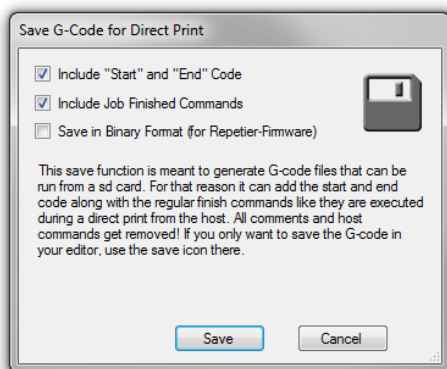 Save G-Code for Direct Print
Include "Start" and "End" Code
Include Job Finished Commands
Save in Binary Format (for Repetier-Firmware)
This save function is meant to generate G-code files that can be
run from a sd card. For that reason it can add the start and end
code along with the regular finish commands like they are executed
during a direct print from the host. All comments and host
commands get removed! If you only want to save the G-code in
your editor, use the save icon there.
Save
Cancel